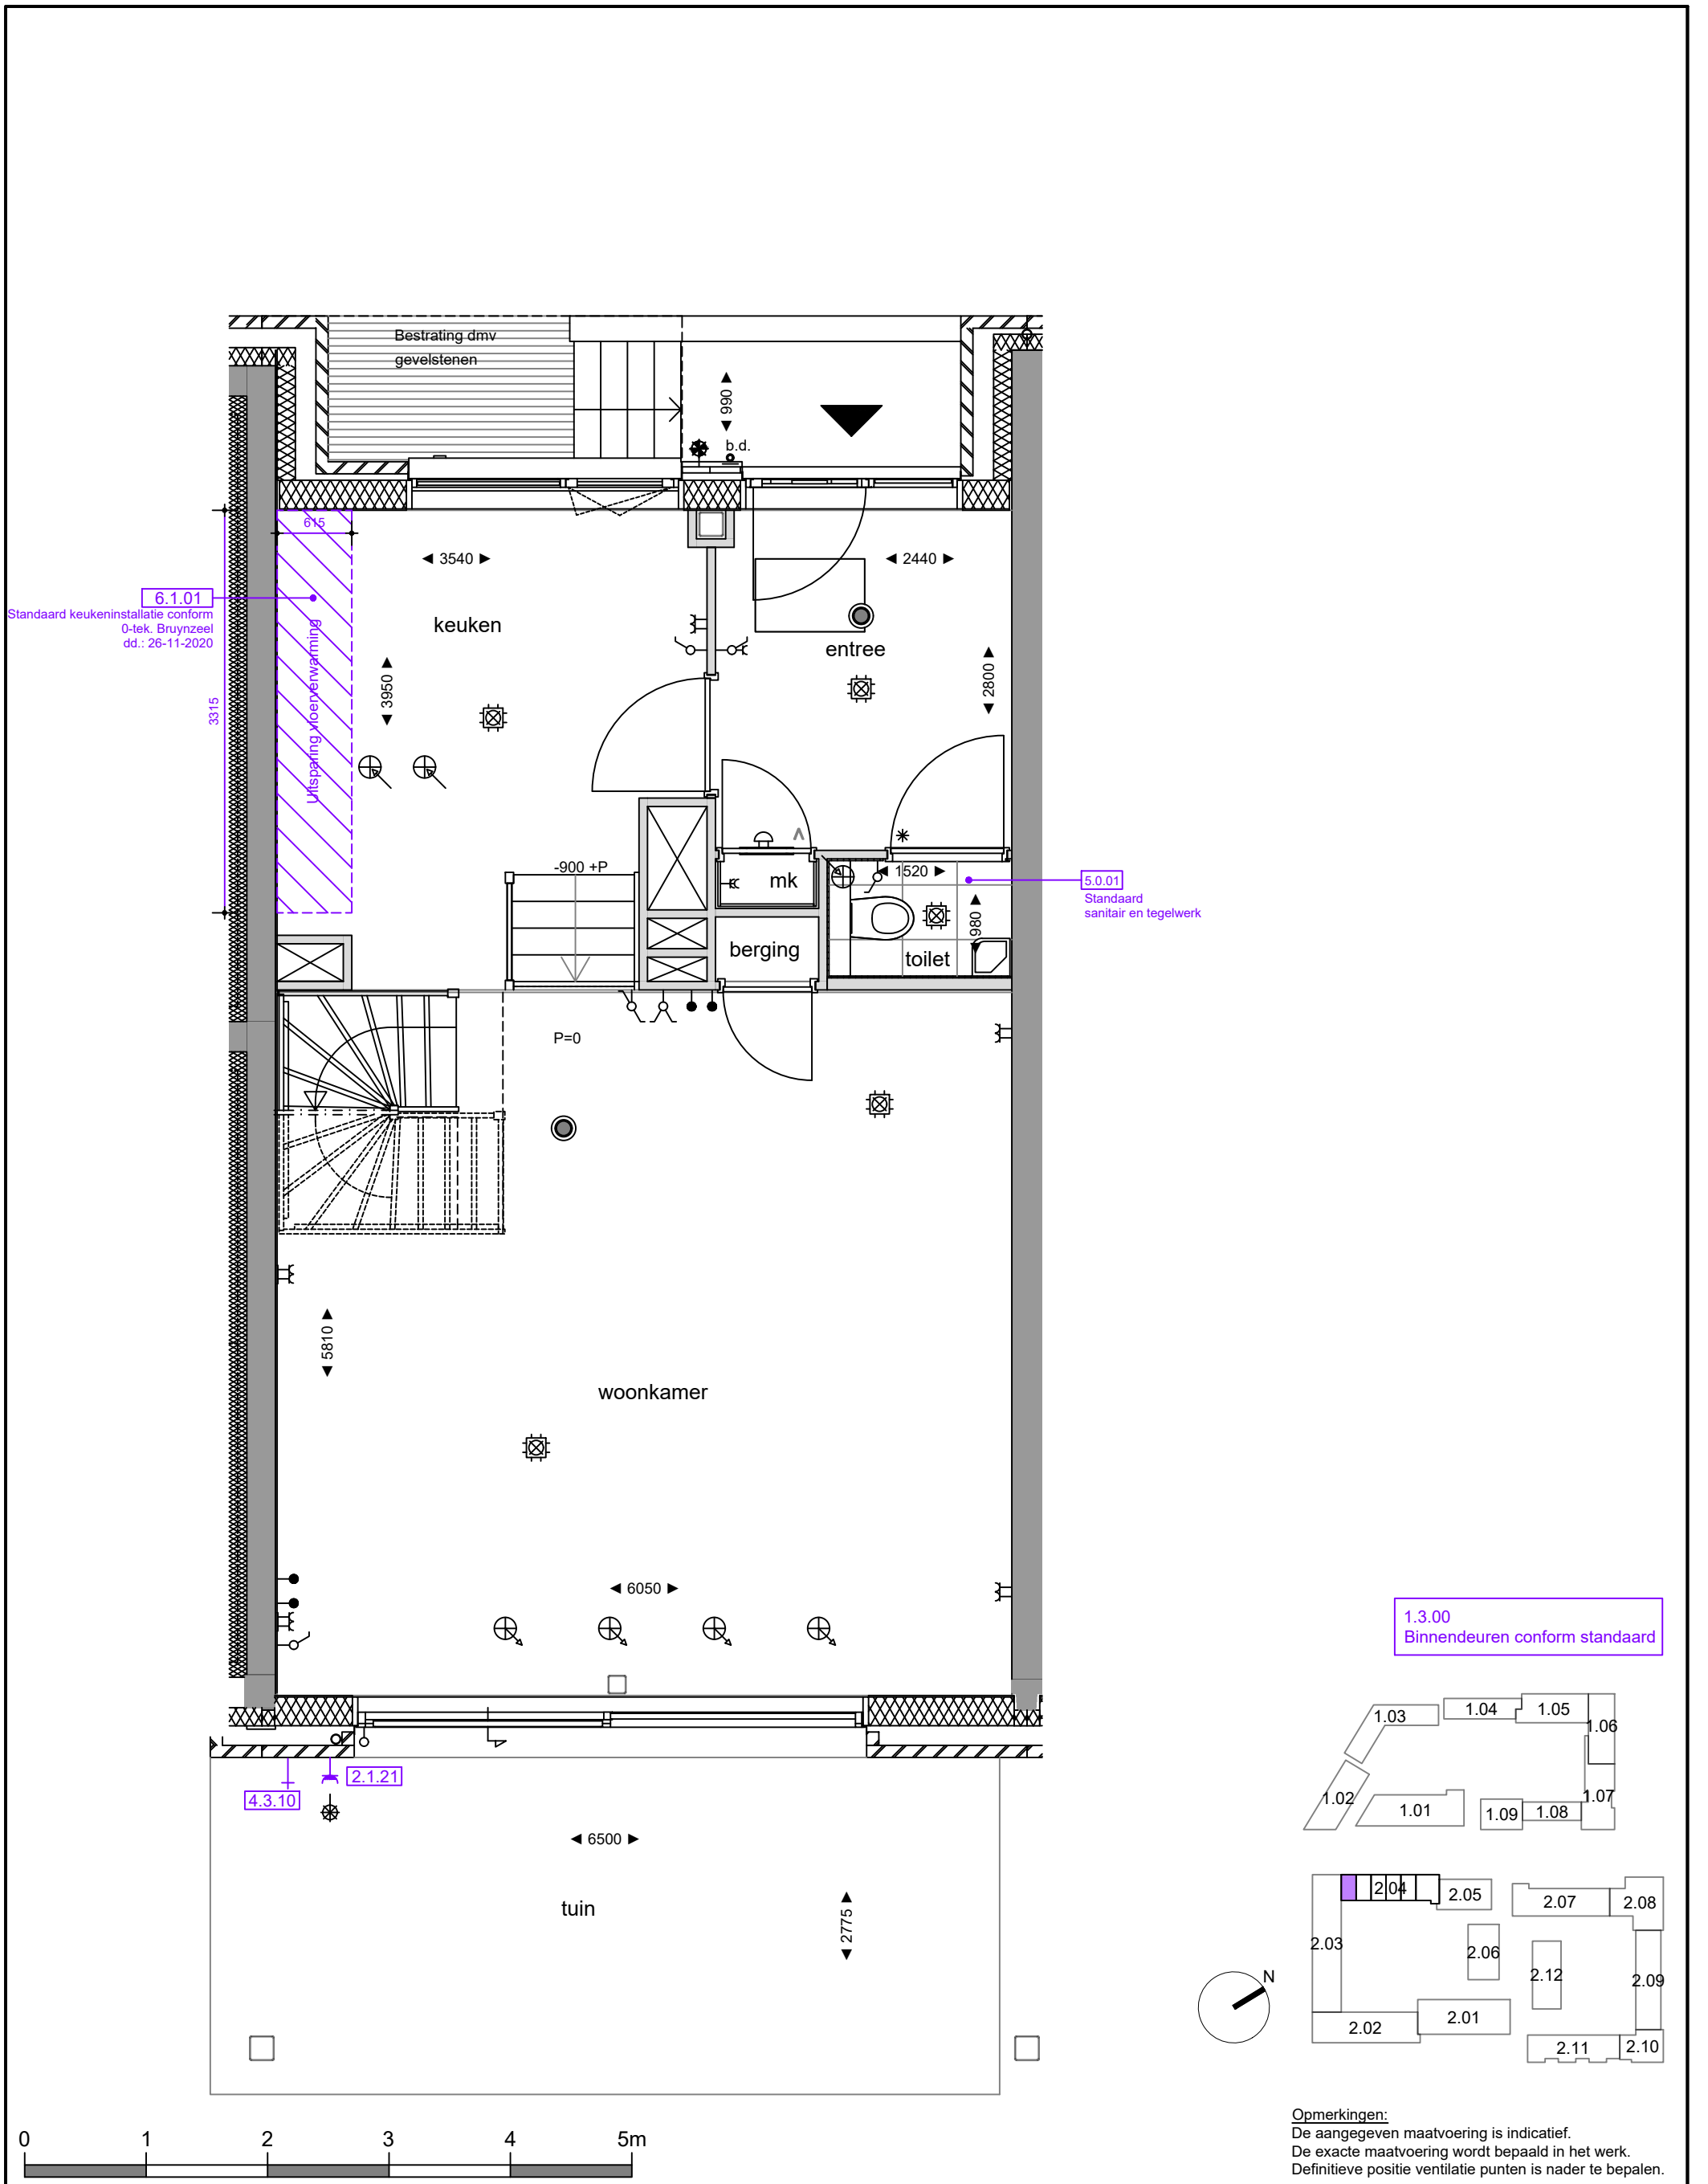 Bestrating dmv
gevelstenen
990
b.d.
615
3540
2440
6.1.01
Standaard keukeninstallatie conform
0-tek. Bruynzeel
dd.: 26-11-2020
3315
Uitsparing vloerverwarming
keuken
entree
3950
2800
-900 +P
mk
1520
5.0.01
Standaard
sanitair en tegelwerk
980
berging
toilet
P=0
5810
woonkamer
6050
1.3.00
Binnendeuren conform standaard
2.1.21
4.3.10
6500
tuin
2775
1.03
1.04
1.05
1.06
1.02
1.01
1.09
1.08
1.07
2.04
2.05
2.07
2.08
2.03
2.06
2.12
2.09
2.02
2.01
2.11
2.10
N
Opmerkingen:
De aangegeven maatvoering is indicatief.
De exacte maatvoering wordt bepaald in het werk.
Definitieve positie ventilatie punten is nader te bepalen.
0 1 2 3 4 5m